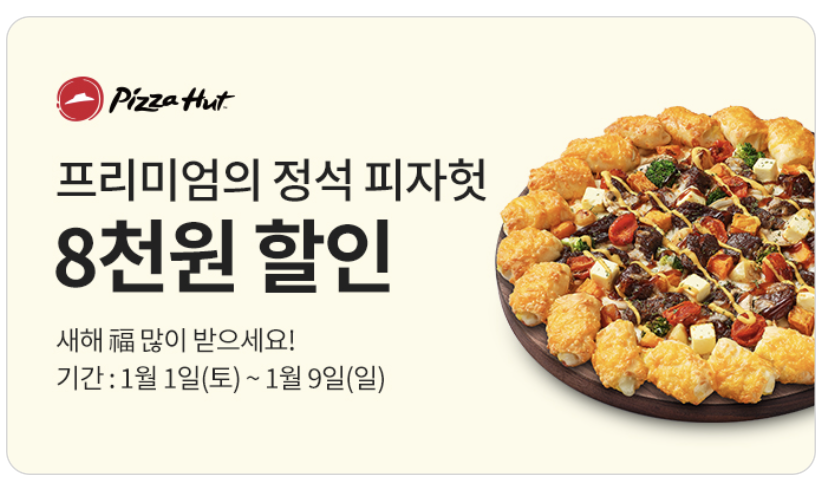 Pizza Hut
프리미엄의 정석 피자헛
8천원 할인
새해 福 많이 받으세요!
기간 : 1월 1일(토) ~ 1월 9일(일)